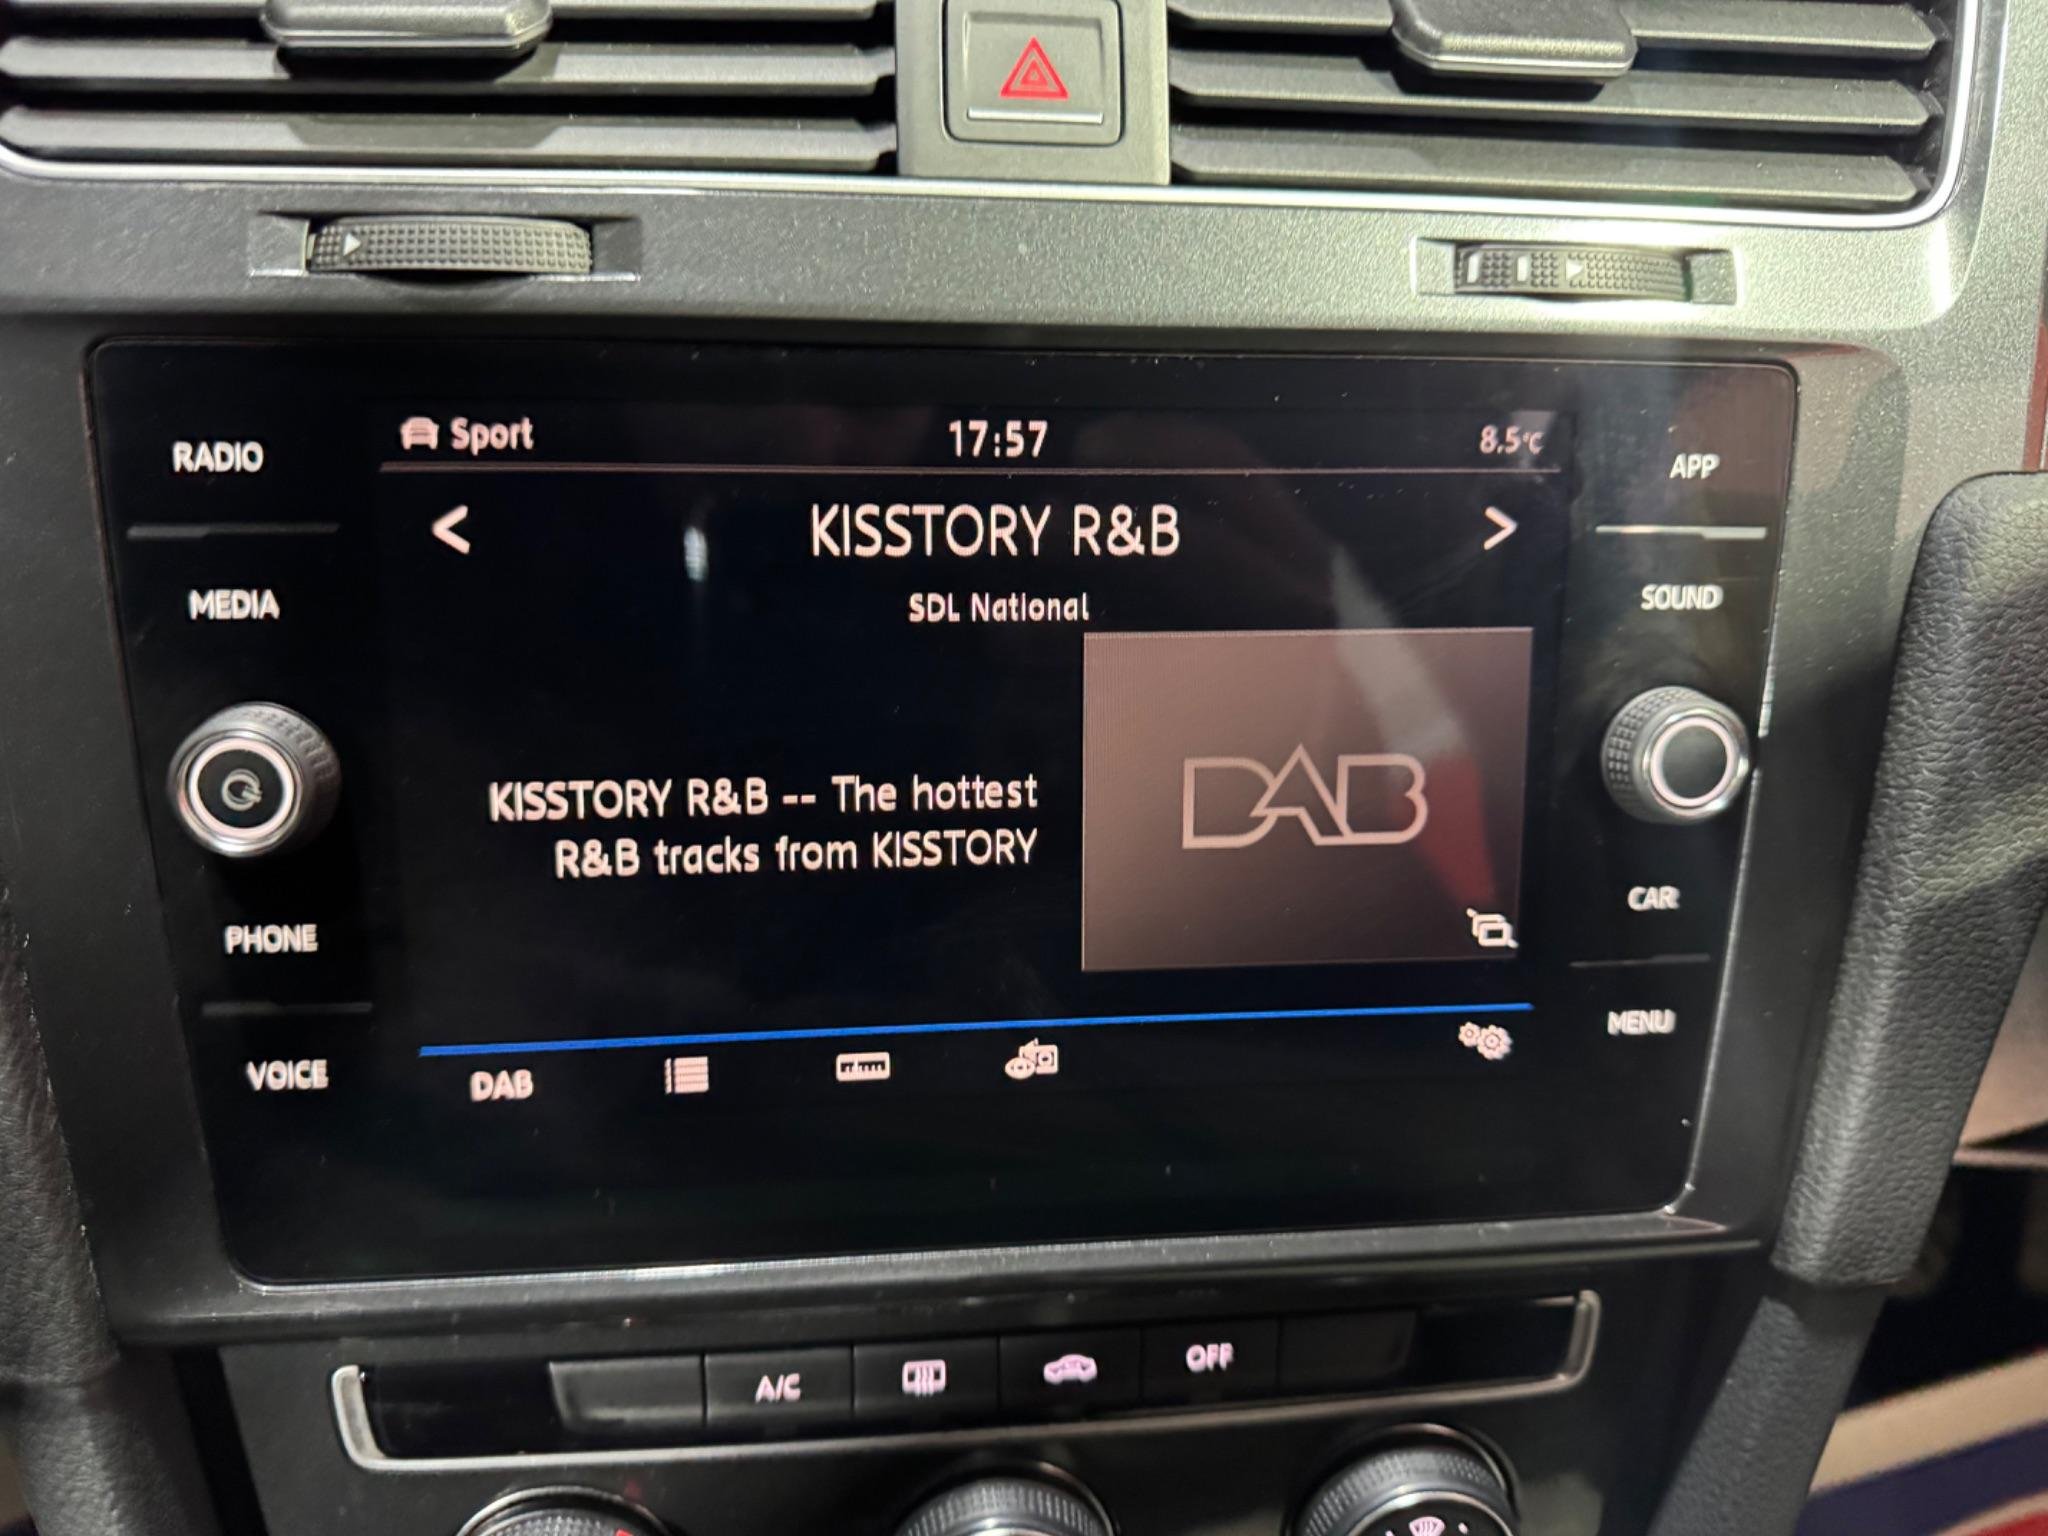 RADIO
MEDIA
PHONE
VOICE
Sport
17:57
8.5°C
< KISSTORY R&B >
SDL National
KISSTORY R&B -- The hottest
R&B tracks from KISSTORY
DAB
DAB
APP
SOUND
CAR
MENU
A/C
OFF